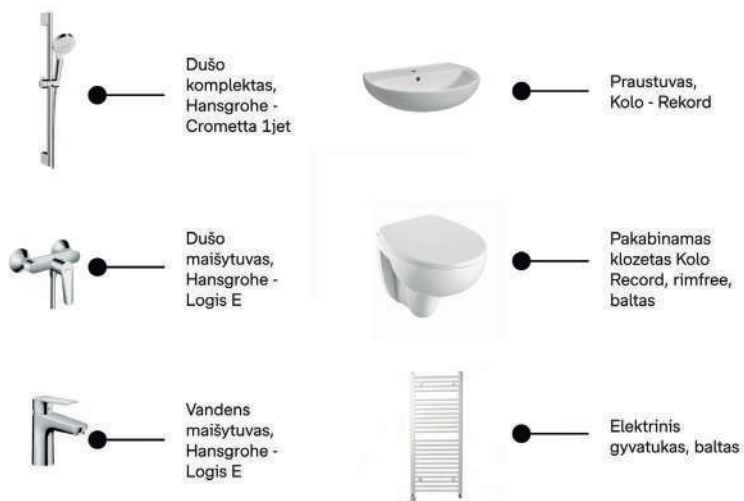 Dušo
komplektas,
Hansgrohe -
Crometta 1jet
Praustuvas,
Kolo - Rekord
Dušo
maišytuvas,
Hansgrohe -
Logis E
Pakabinamas
klozetas Kolo
Record, rimfree,
baltas
Vandens
maišytuvas,
Hansgrohe -
Logis E
Elektrinis
gyvatukas, baltas